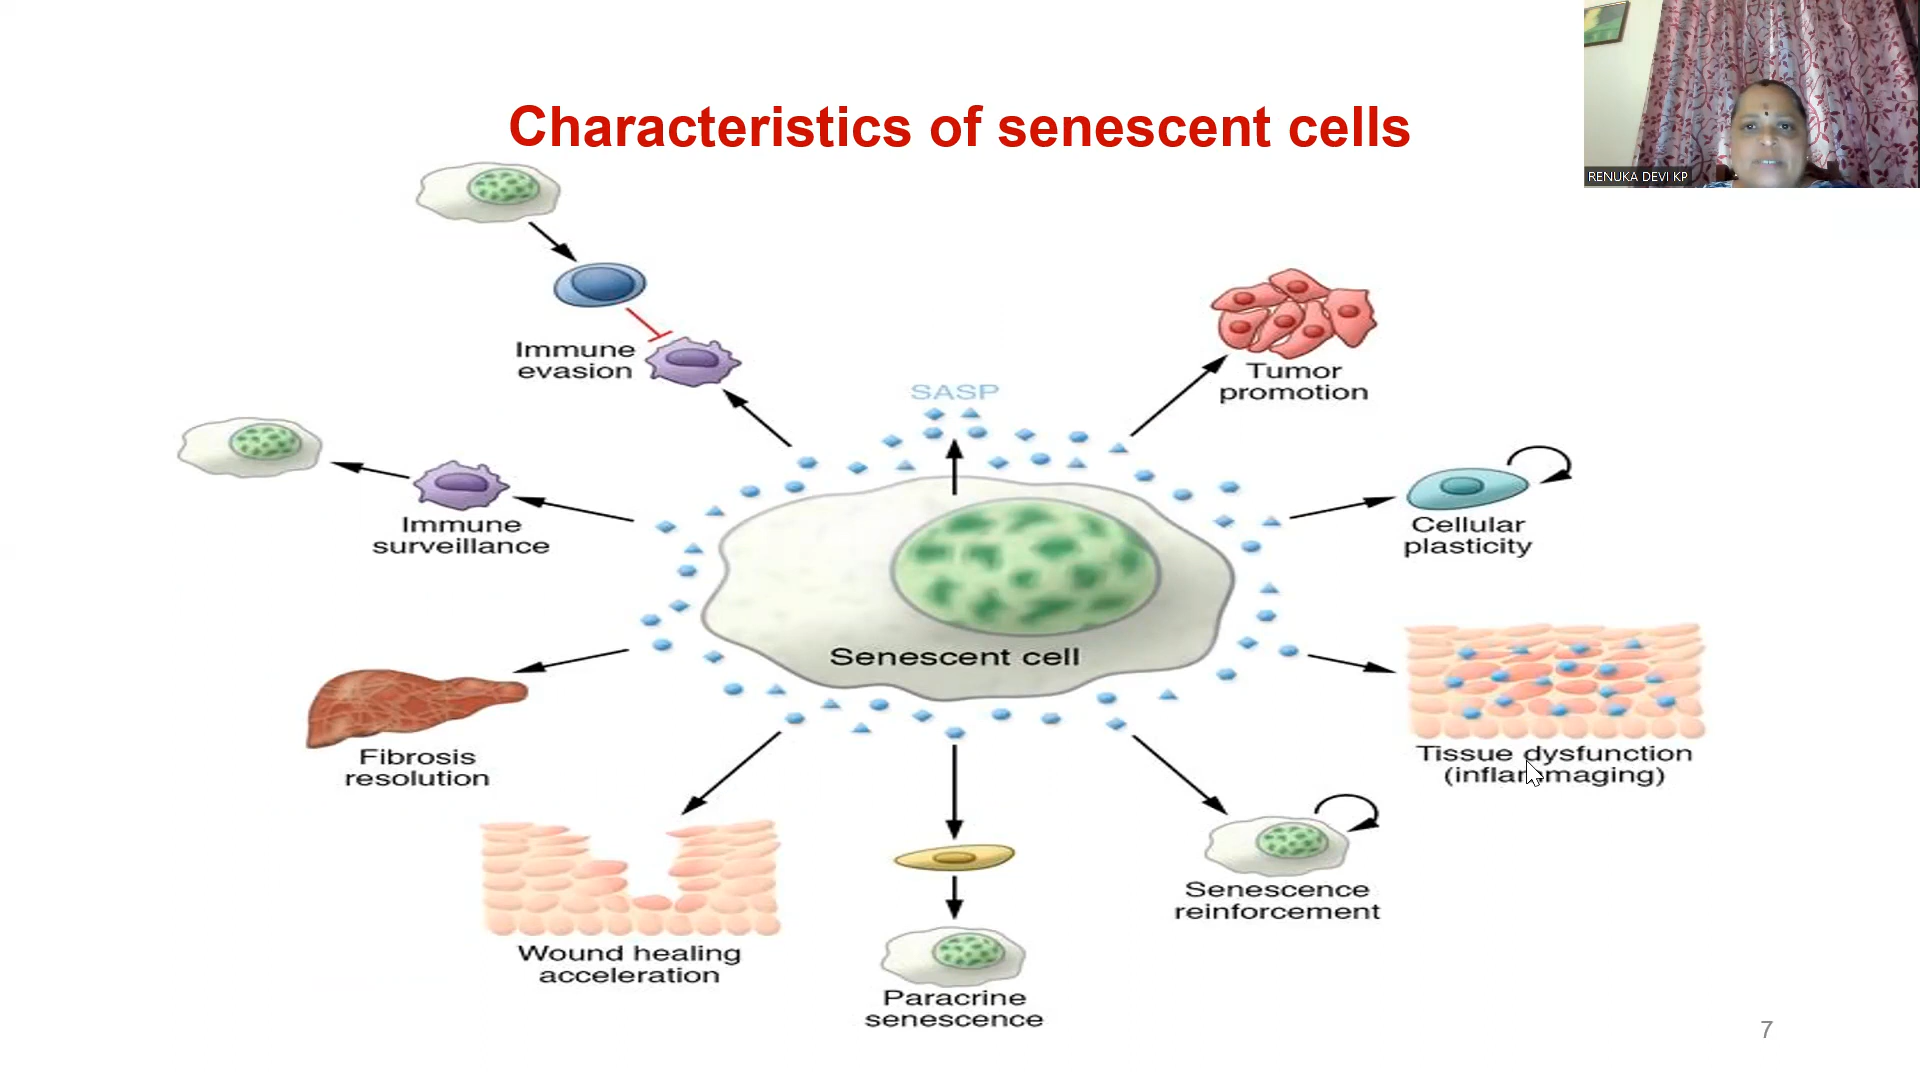 Characteristics of senescent cells
RENUKA DEVI KP
Immune
evasion
SASP
Tumor
promotion
Immune
surveillance
Cellular
plasticity
Senescent cell
Fibrosis
resolution
Tissue dysfunction
(inflammaging)
Senescence
reinforcement
Wound healing
acceleration
Paracrine
senescence
7